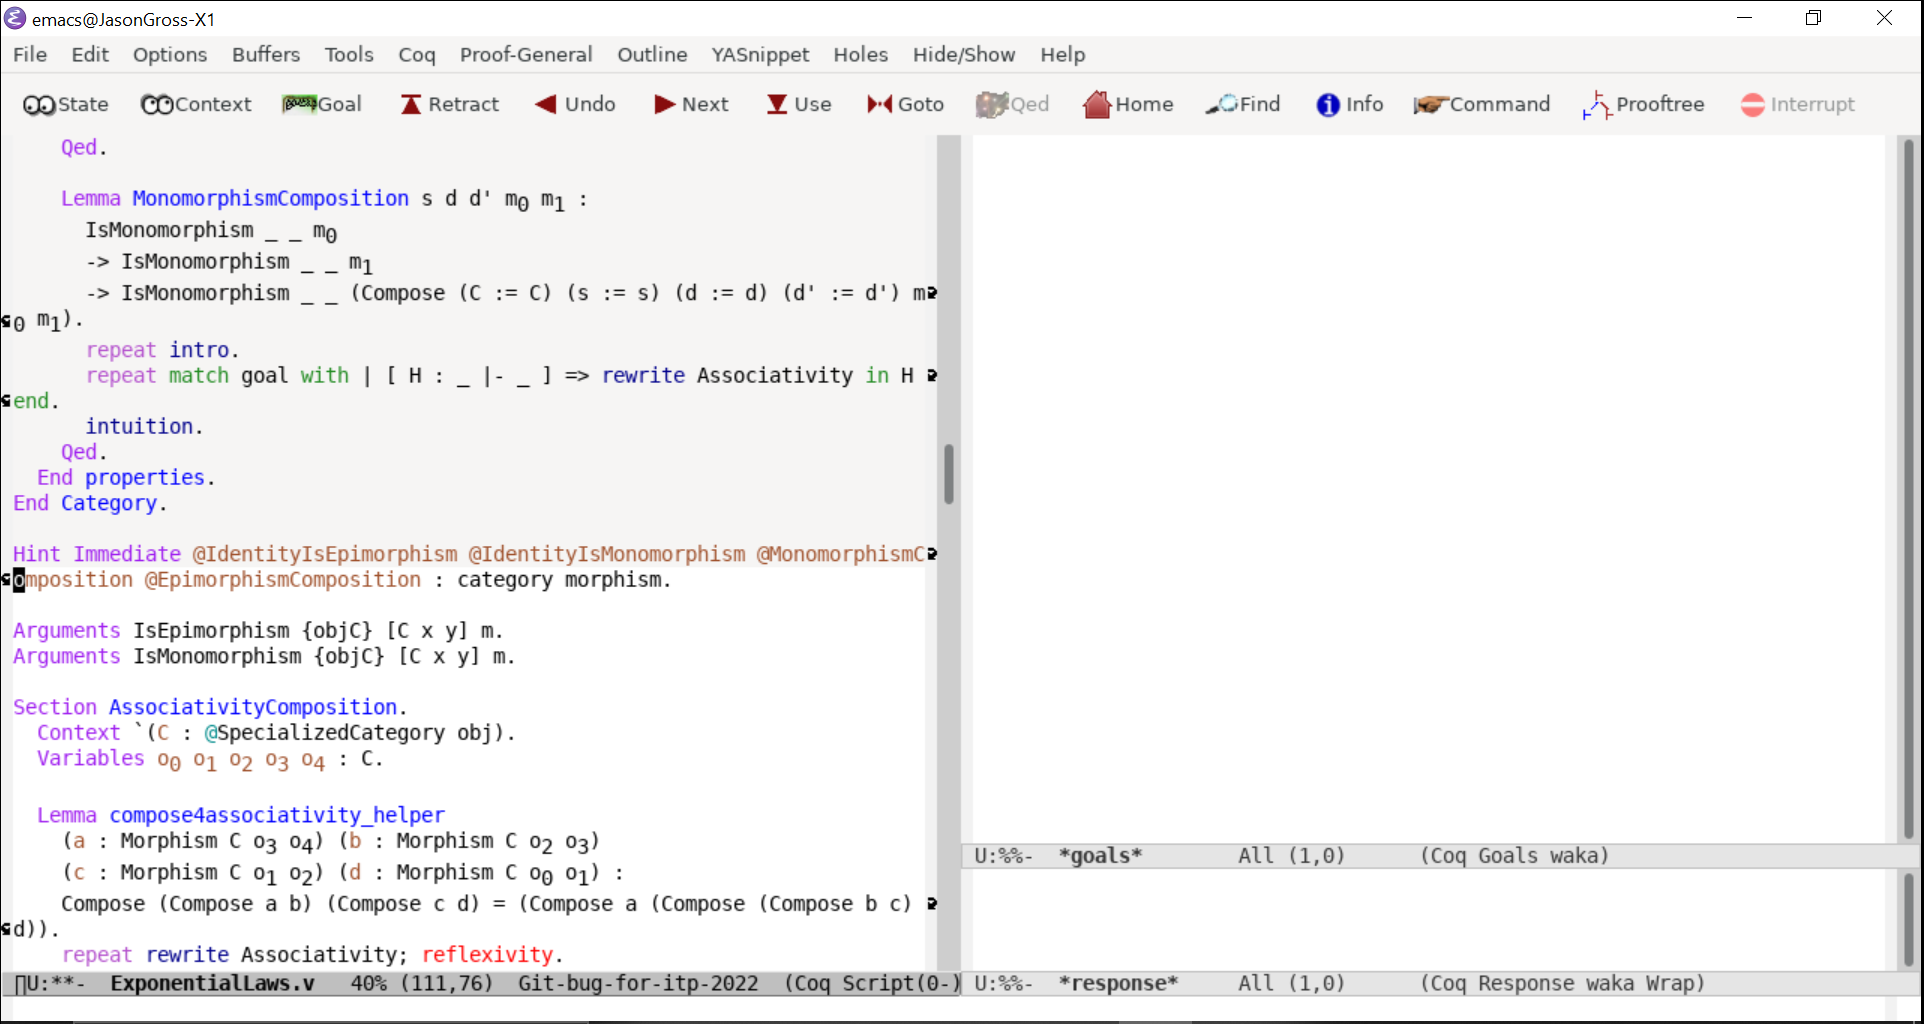 emacs@JasonGross-X1
File Edit Options Buffers Tools Coq Proof-General Outline YASnippet Holes Hide/Show Help
State Context Goal Retract Undo Next Use Goto Qed Home Find Info Command Prooftree Interrupt
Qed.
Lemma MonomorphismComposition s d d' m0 m1 :
IsMonomorphism _ _ m0
-> IsMonomorphism _ _ m1
-> IsMonomorphism _ _ (Compose (C := C) (s := s) (d := d) (d' := d') m
0 m1).
repeat intro.
repeat match goal with | [ H : _ |- _ ] => rewrite Associativity in H
end.
intuition.
Qed.
End properties.
End Category.
Hint Immediate @IdentityIsEpimorphism @IdentityIsMonomorphism @MonomorphismC
omposition @EpimorphismComposition : category morphism.
Arguments IsEpimorphism {objC} [C x y] m.
Arguments IsMonomorphism {objC} [C x y] m.
Section AssociativityComposition.
Context `(C : @SpecializedCategory obj).
Variables o0 o1 o2 o3 o4 : C.
Lemma compose4associativity_helper
(a : Morphism C o3 o4) (b : Morphism C o2 o3)
(c : Morphism C o1 o2) (d : Morphism C o0 o1) :
Compose (Compose a b) (Compose c d) = (Compose a (Compose (Compose b c)
d)).
repeat rewrite Associativity; reflexivity.
U:**- ExponentialLaws.v 40% (111,76) Git-bug-for-itp-2022 (Coq Script(0-)
U:%%- *goals* All (1,0) (Coq Goals waka)
U:%%- *response* All (1,0) (Coq Response waka Wrap)